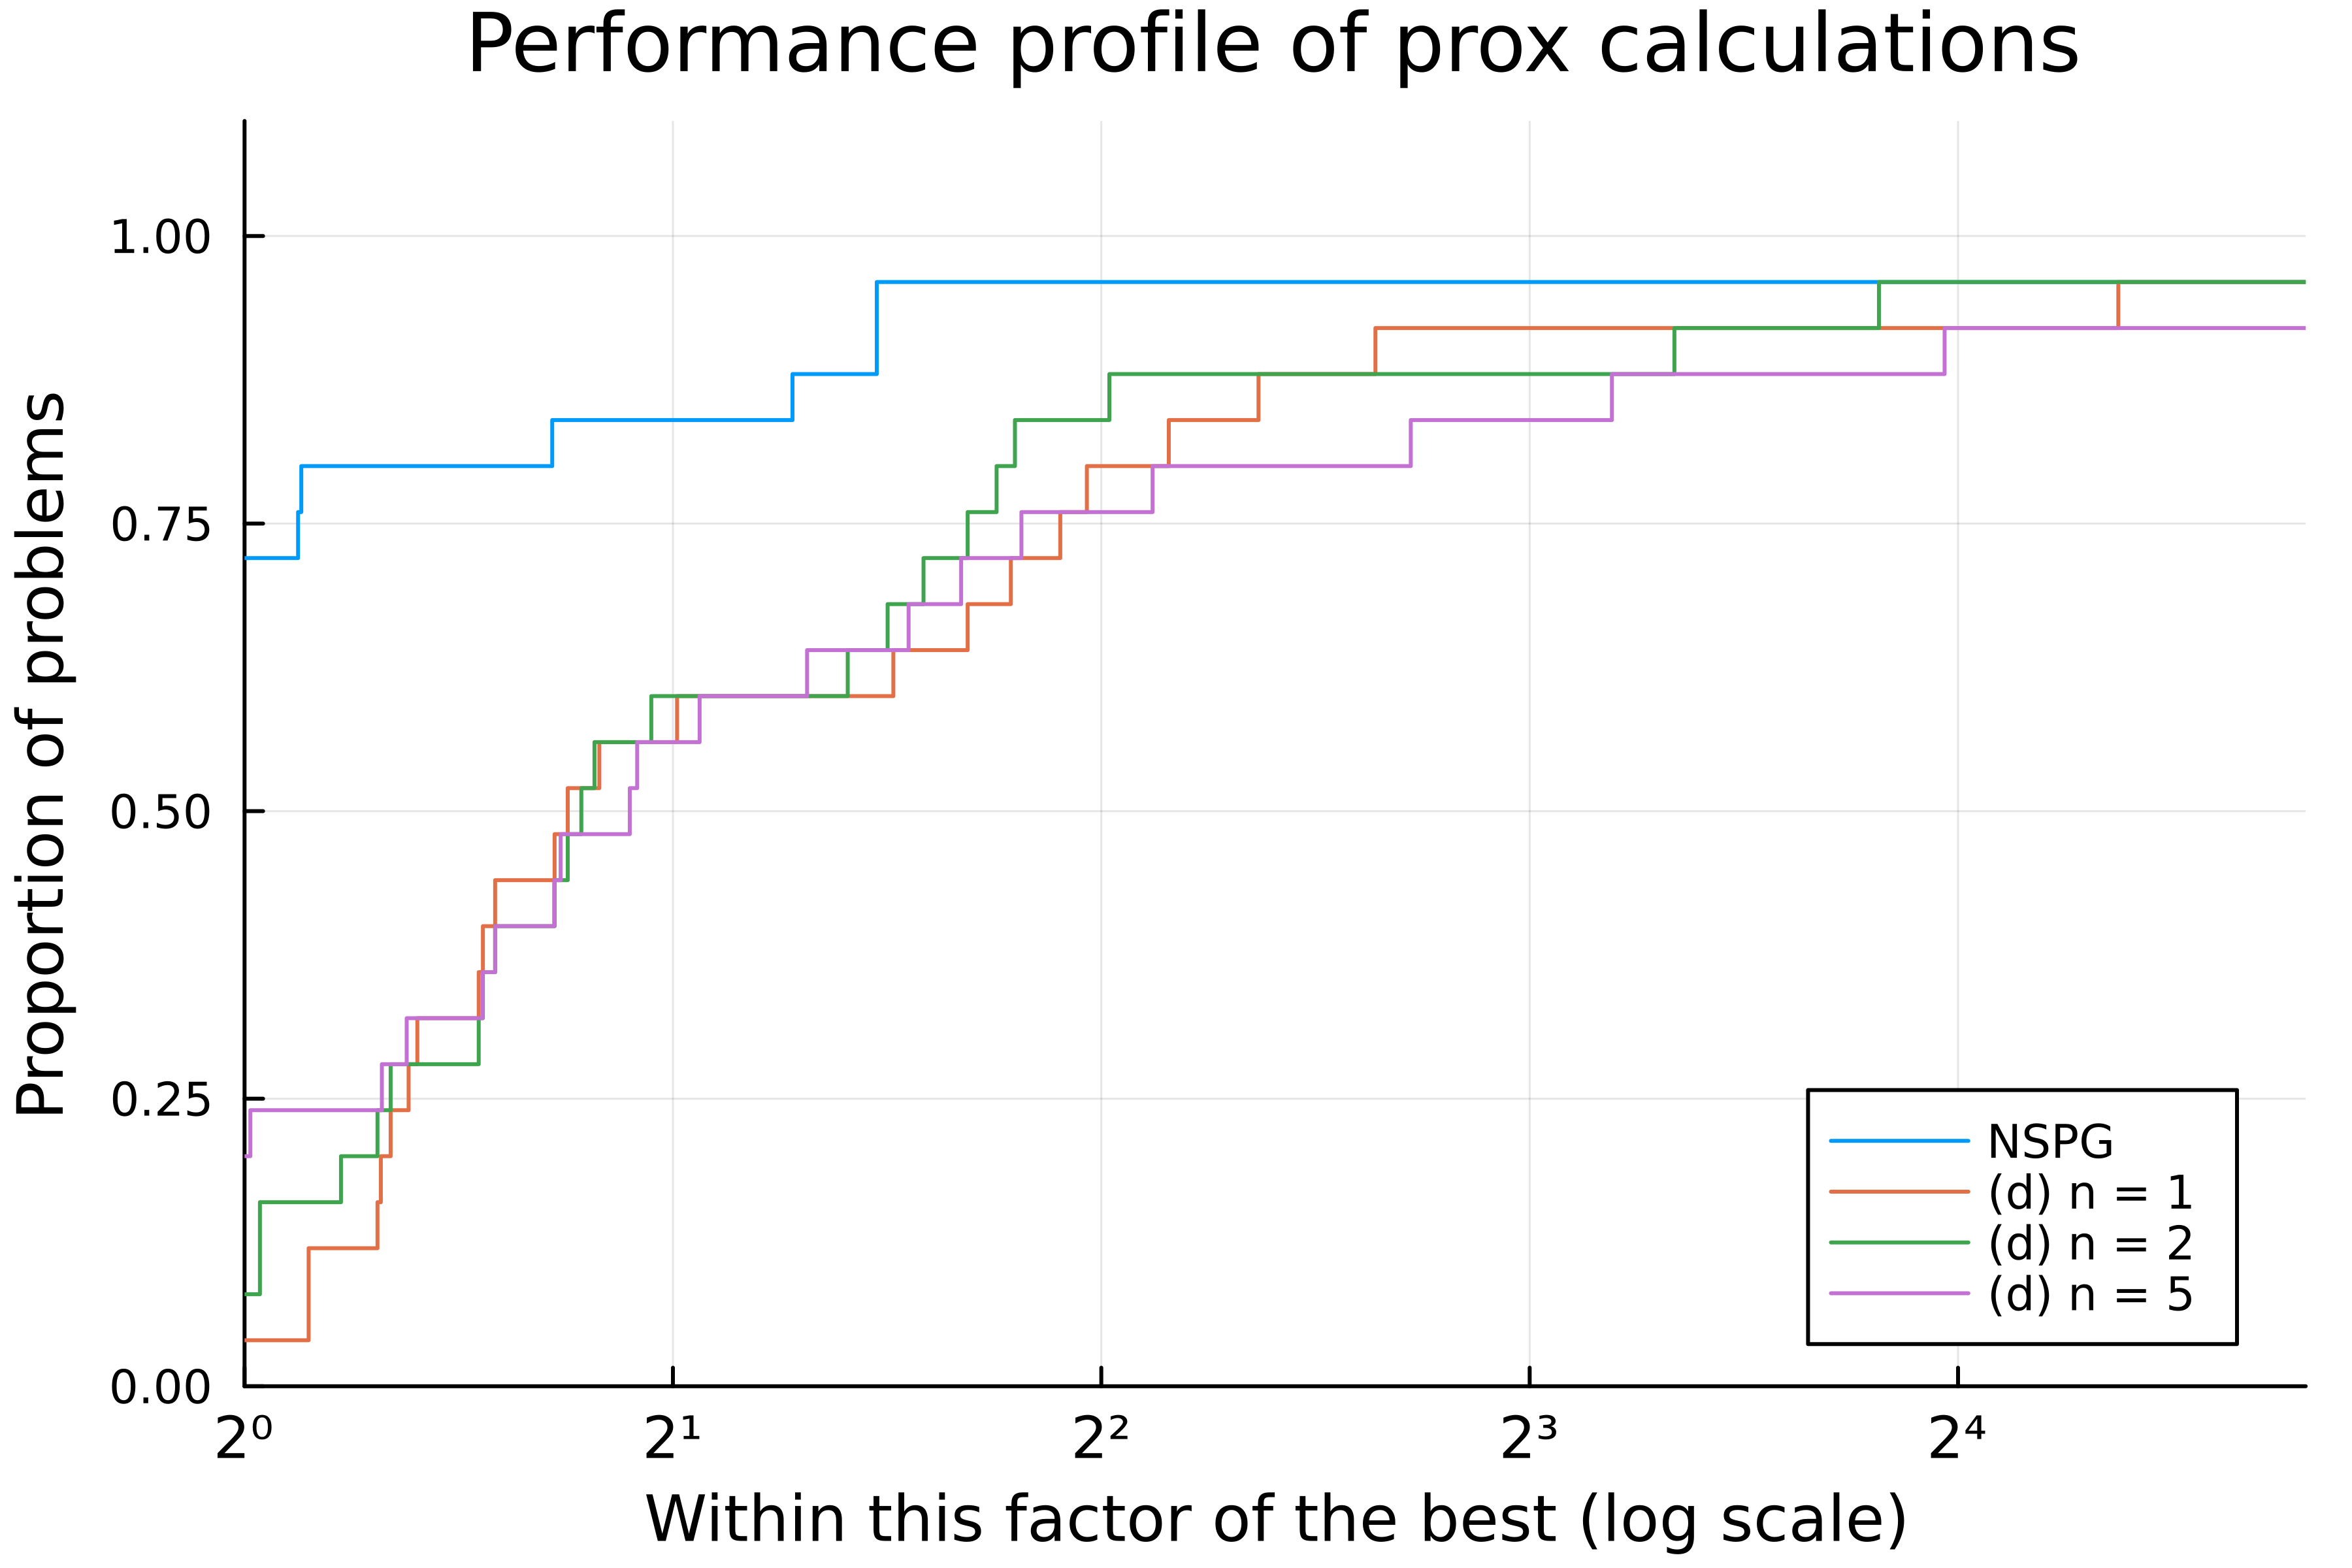 Performance profile of prox calculations
Proportion of problems
1.00
0.75
0.50
0.25
0.00
2⁰ 2¹ 2² 2³ 2⁴
Within this factor of the best (log scale)
NSPG
(d) n = 1
(d) n = 2
(d) n = 5